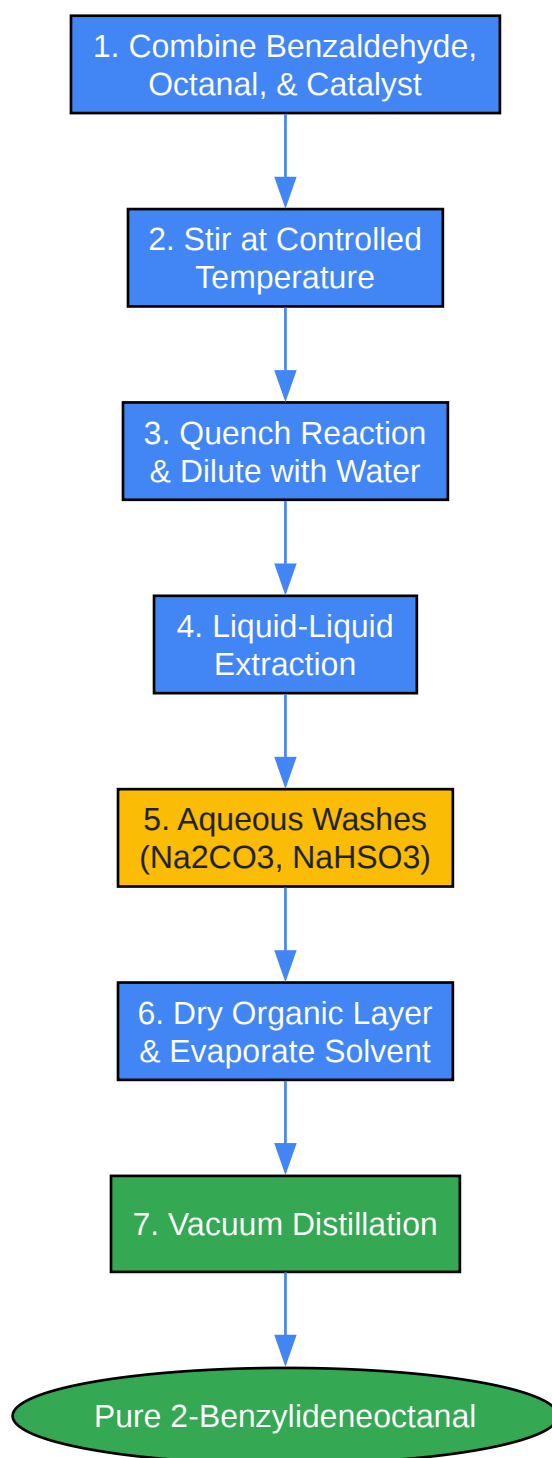 1. Combine Benzaldehyde,
Octanal, & Catalyst
2. Stir at Controlled
Temperature
3. Quench Reaction
& Dilute with Water
4. Liquid-Liquid
Extraction
5. Aqueous Washes
(Na2CO3, NaHSO3)
6. Dry Organic Layer
& Evaporate Solvent
7. Vacuum Distillation
Pure 2-Benzylideneoctanal